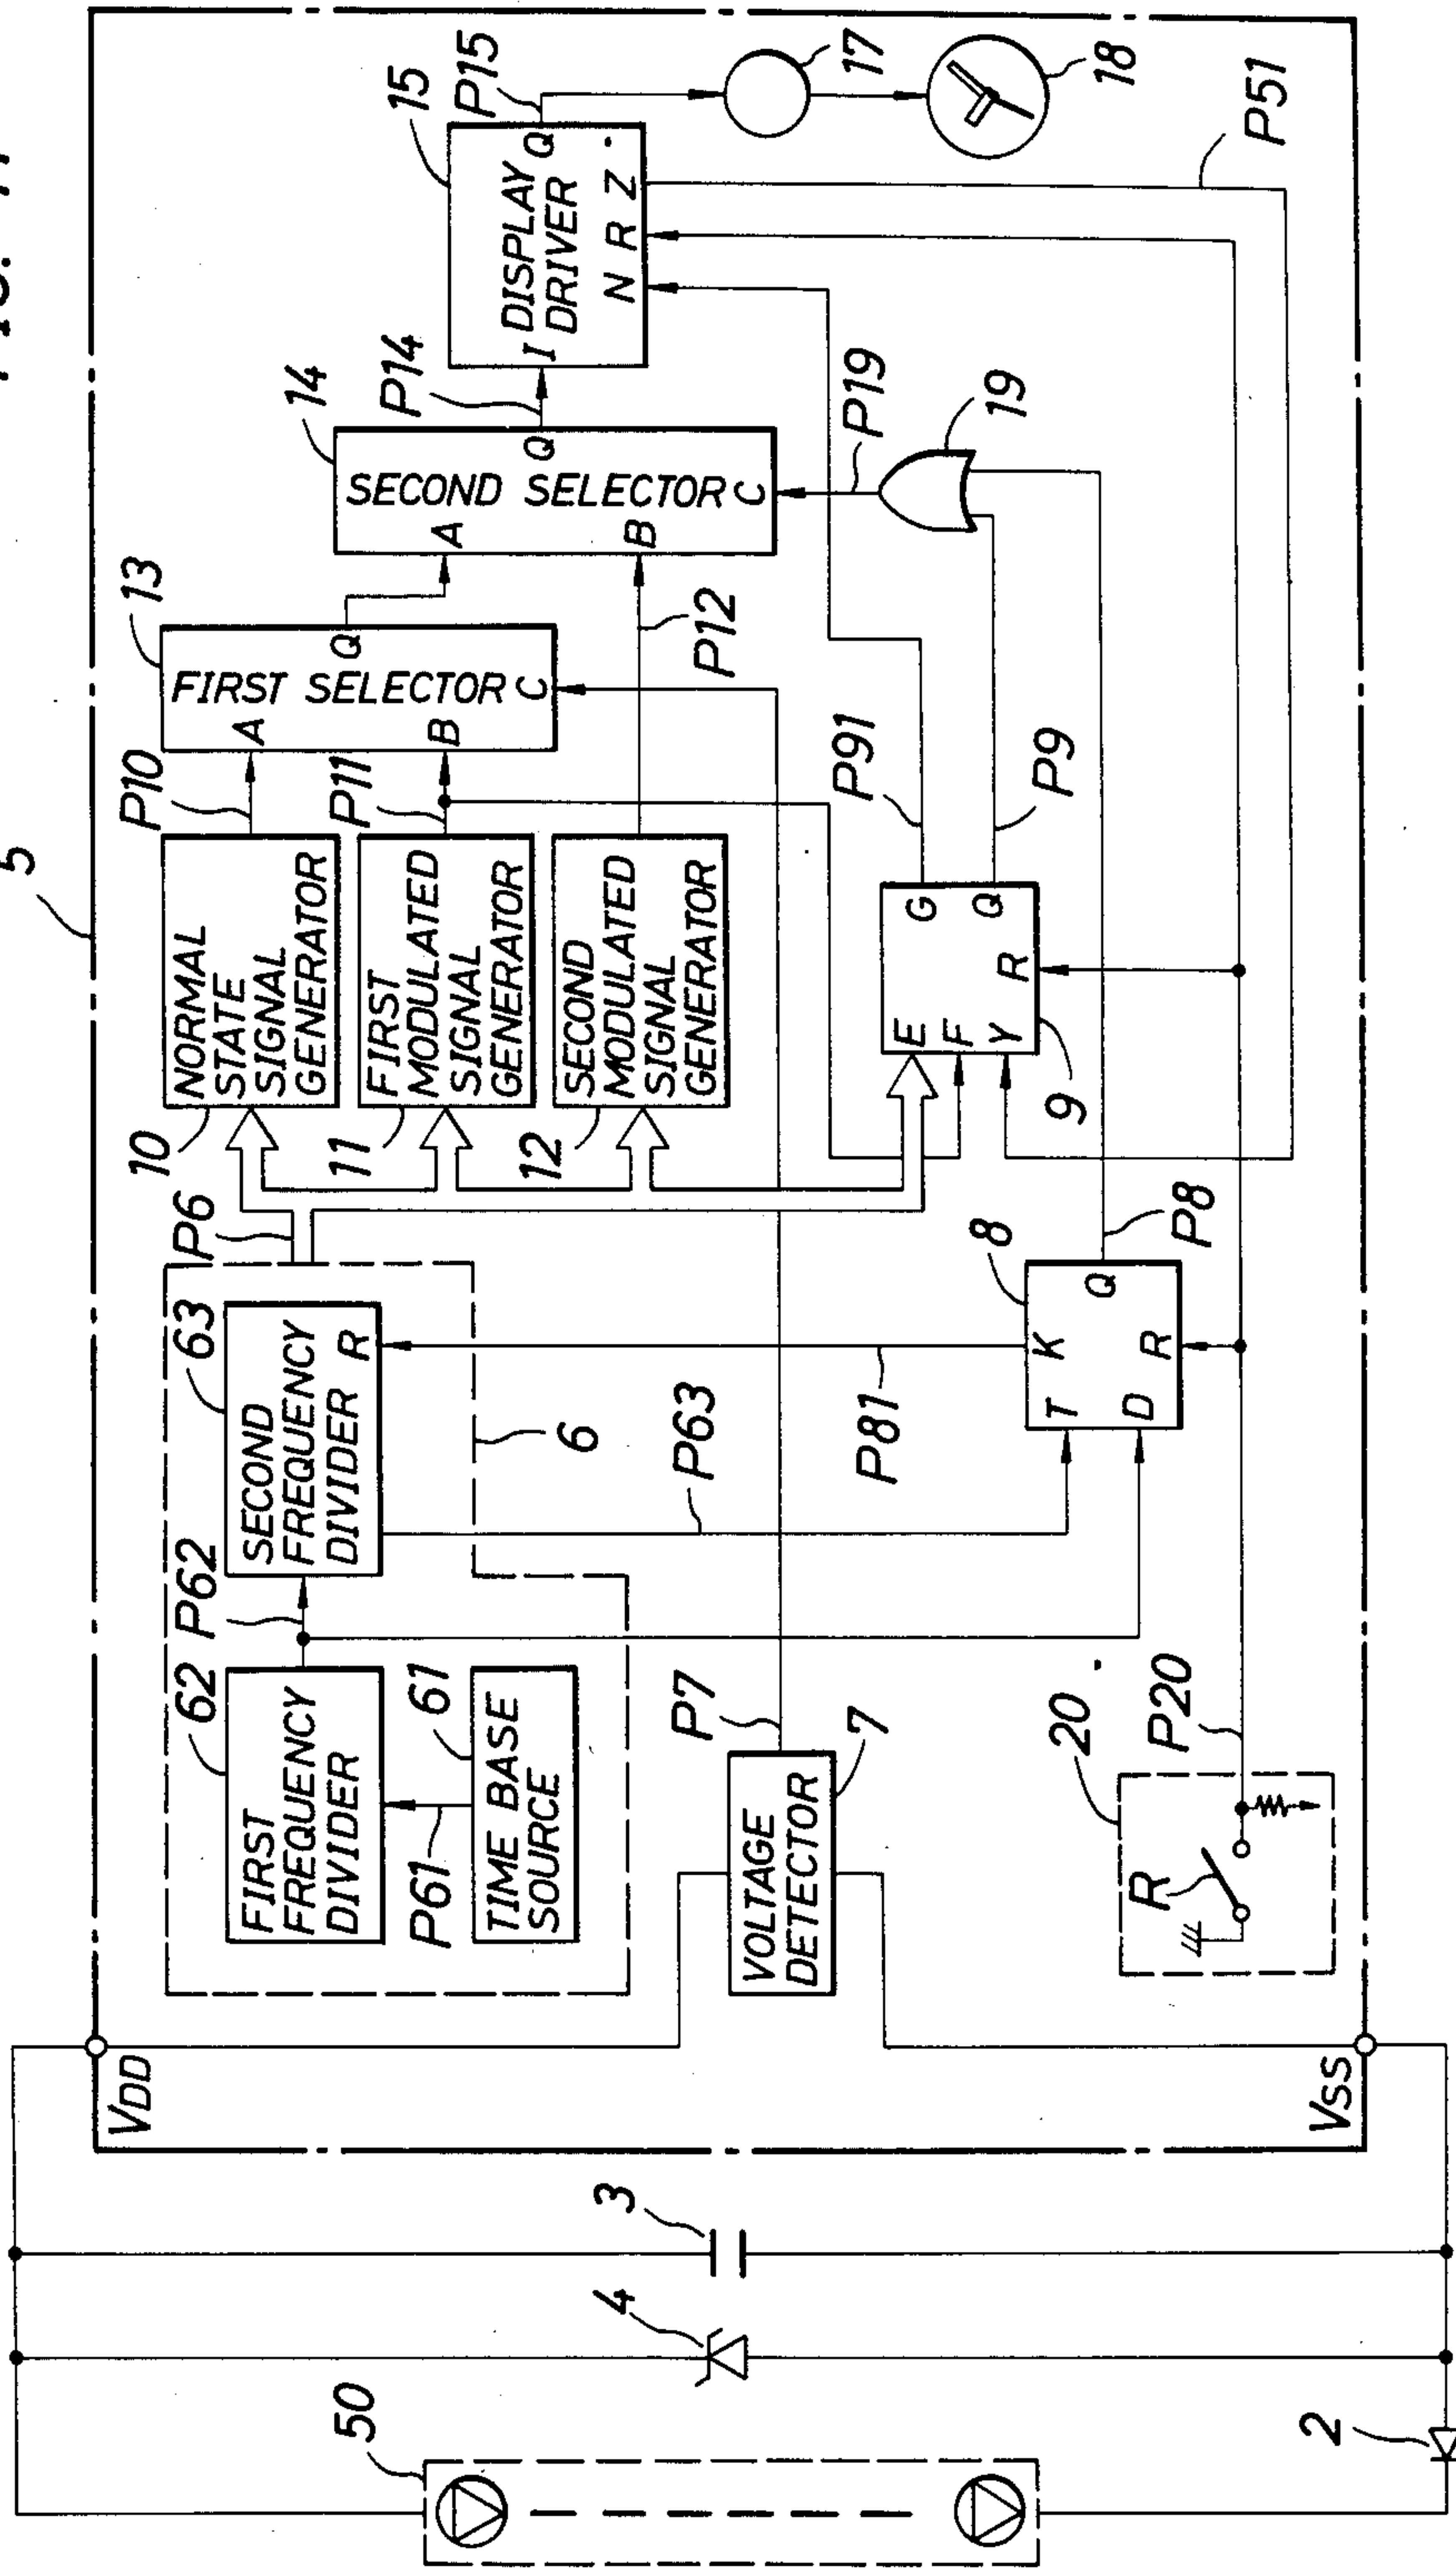 5
P6
6
62
FIRST
FREQUENCY
DIVIDER
P62
63
SECOND
FREQUENCY
DIVIDER
R
P61
61
TIME BASE
SOURCE
10
NORMAL
STATE
SIGNAL
GENERATOR
P10
11
FIRST
MODULATED
SIGNAL
GENERATOR
P11
12
SECOND
MODULATED
SIGNAL
GENERATOR
P12
13
Q
FIRST SELECTOR C
A
B
14
Q
SECOND SELECTOR C
A
B
P14
15
I DISPLAY Q
DRIVER
N R Z
P15
17
18
P19
19
P51
P63
P81
P7
7
VOLTAGE
DETECTOR
8
T K
Q
D R
P8
9
E G
F Q
Y R
P91
P9
20
R
P20
VDD
VSS
3
4
50
2